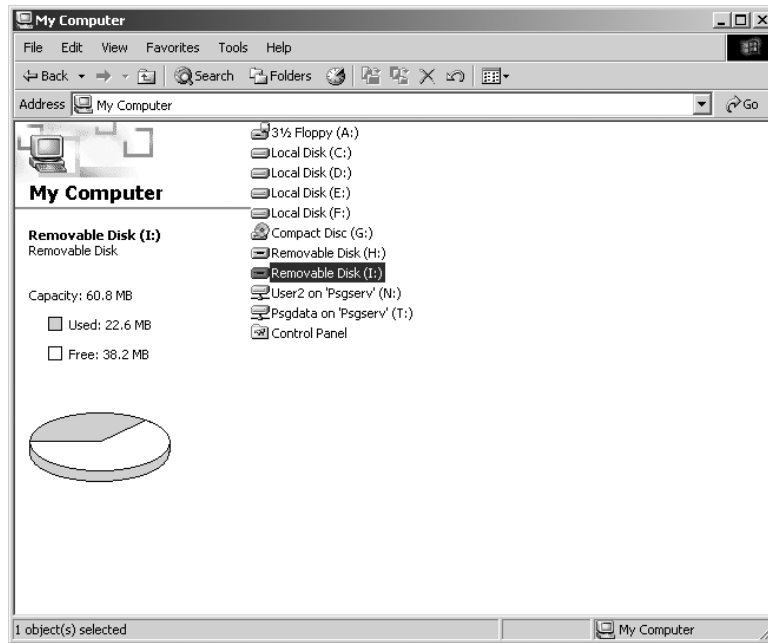 My Computer
File Edit View Favorites Tools Help
Back Search Folders
Address My Computer Go
My Computer
Removable Disk (I:)
Removable Disk
Capacity: 60.8 MB
Used: 22.6 MB
Free: 38.2 MB
3½ Floppy (A:)
Local Disk (C:)
Local Disk (D:)
Local Disk (E:)
Local Disk (F:)
Compact Disc (G:)
Removable Disk (H:)
Removable Disk (I:)
User2 on 'Psgserv' (N:)
Psgdata on 'Psgserv' (T:)
Control Panel
1 object(s) selected My Computer